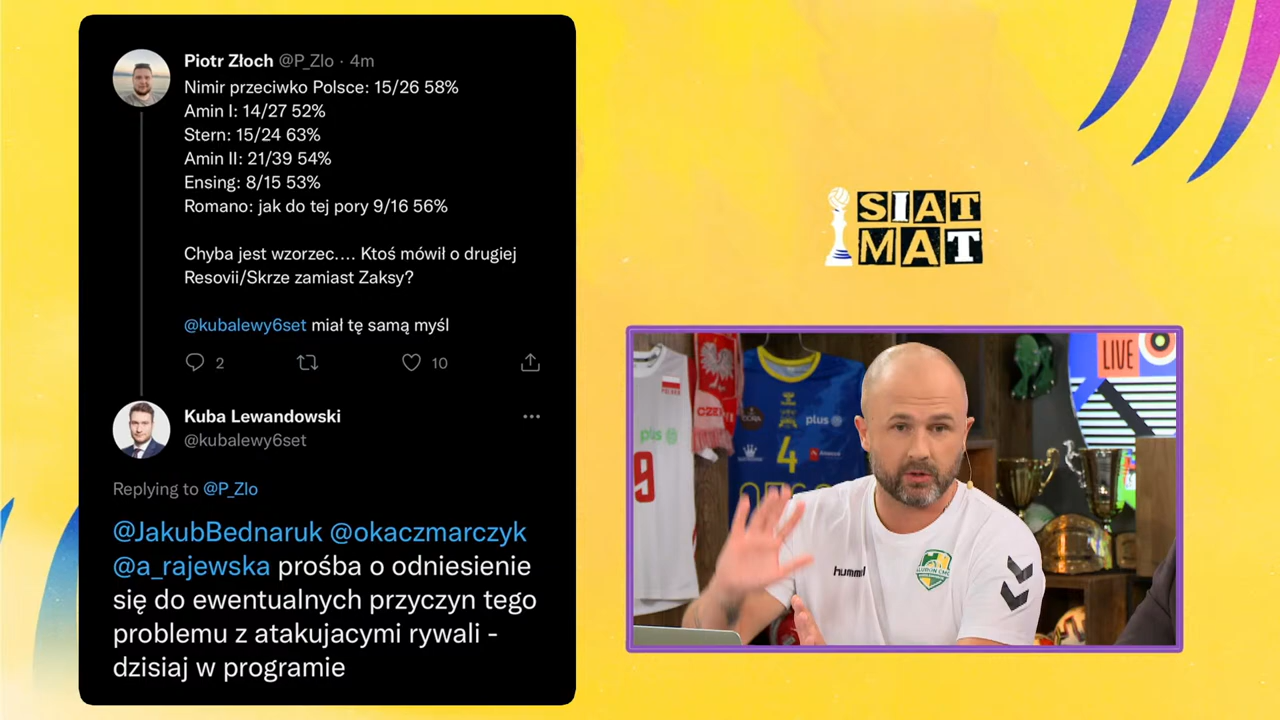 Piotr Złoch @P_Zlo · 4m
Nimir przeciwko Polsce: 15/26 58%
Amin I: 14/27 52%
Stern: 15/24 63%
Amin II: 21/39 54%
Ensing: 8/15 53%
Romano: jak do tej pory 9/16 56%
Chyba jest wzorzec.... Ktoś mówił o drugiej
Resovii/Skrze zamiast Zaksy?
@kubalewy6set miał tę samą myśl
2
10
Kuba Lewandowski
@kubalewy6set
Replying to @P_Zlo
@JakubBednaruk @okaczmarczyk
@a_rajewska prośba o odniesienie
się do ewentualnych przyczyn tego
problemu z atakujacymi rywali -
dzisiaj w programie
SIAT
MAT
LIVE
plus
plus
4
9
hummel